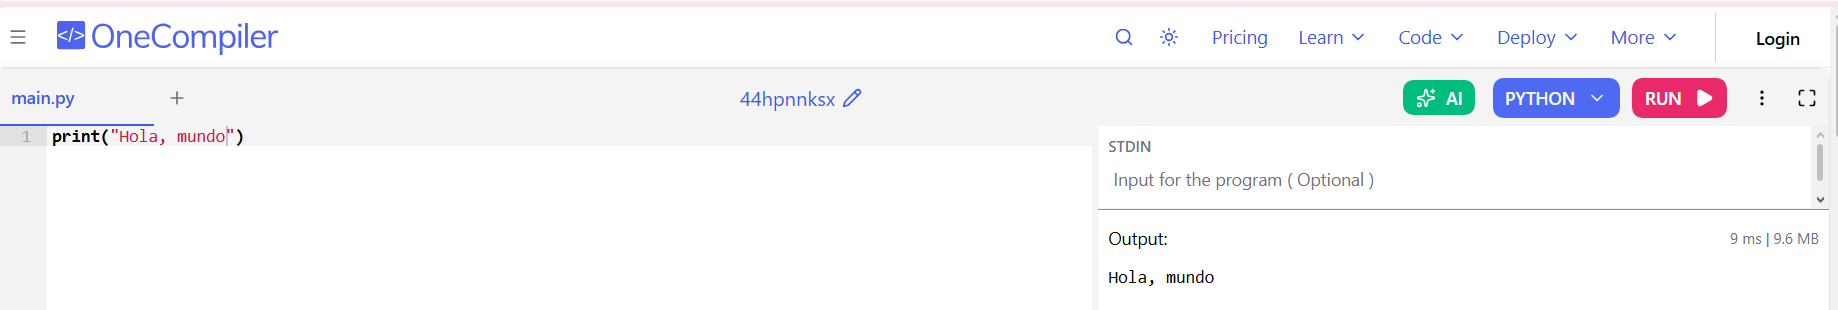 </> OneCompiler
Pricing Learn Code Deploy More Login
main.py + 44hpnnksx AI PYTHON RUN
1 print("Hola, mundo")
STDIN
Input for the program ( Optional )
Output: 9 ms | 9.6 MB
Hola, mundo